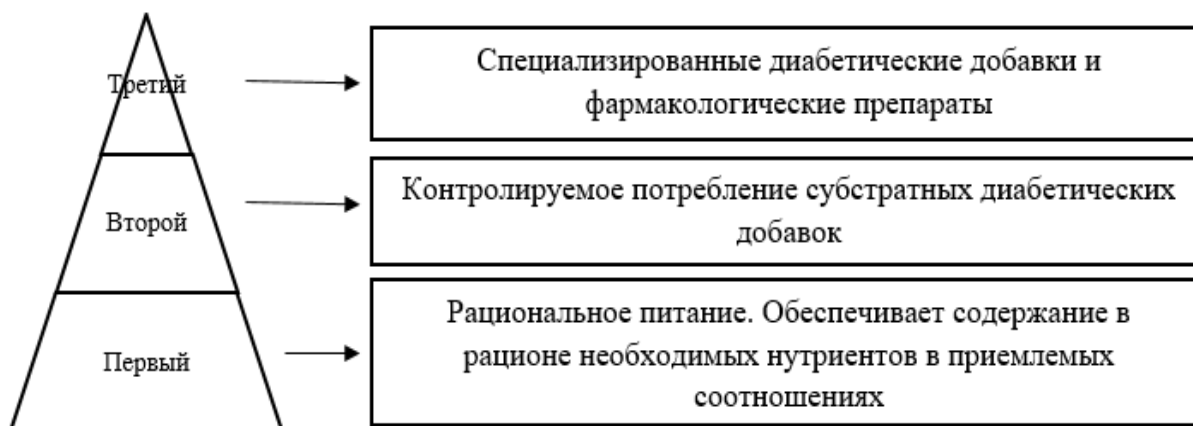 Третий
Специализированные диабетические добавки и
фармакологические препараты
Второй
Контролируемое потребление субстратных диабетических
добавок
Первый
Рациональное питание. Обеспечивает содержание в
рационе необходимых нутриентов в приемлемых
соотношениях